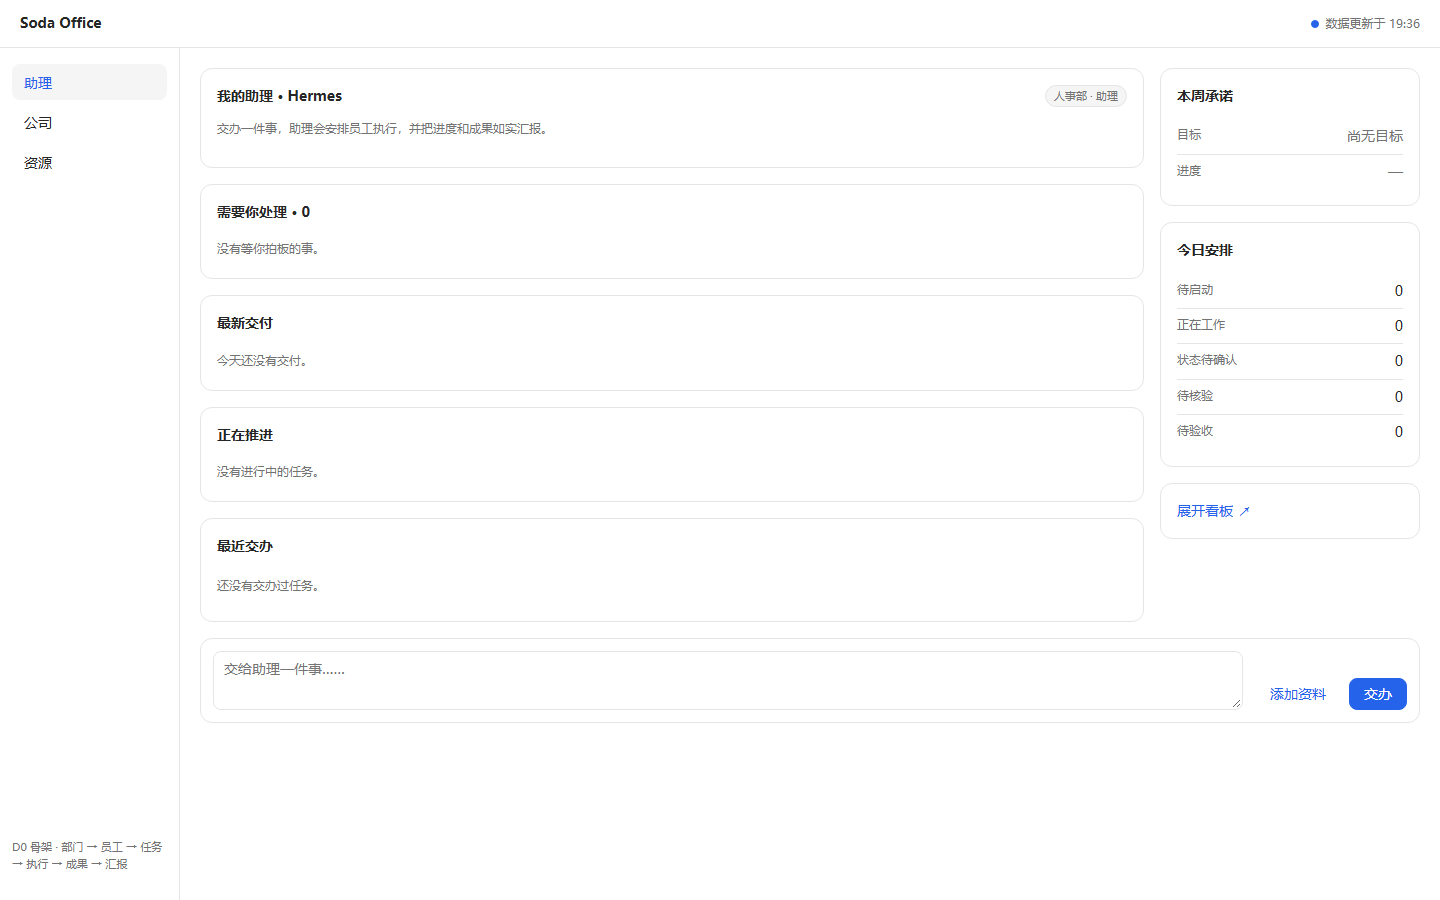 Soda Office
数据更新于 19:36
助理
公司
资源
我的助理 • Hermes
人事部 · 助理
交办一件事，助理会安排员工执行，并把进度和成果如实汇报。
需要你处理 • 0
没有等你拍板的事。
最新交付
今天还没有交付。
正在推进
没有进行中的任务。
最近交办
还没有交办过任务。
本周承诺
目标 尚无目标
进度 —
今日安排
待启动 0
正在工作 0
状态待确认 0
待核验 0
待验收 0
展开看板 ↗
交给助理一件事……
添加资料
交办
D0 骨架 · 部门 → 员工 → 任务
→ 执行 → 成果 → 汇报